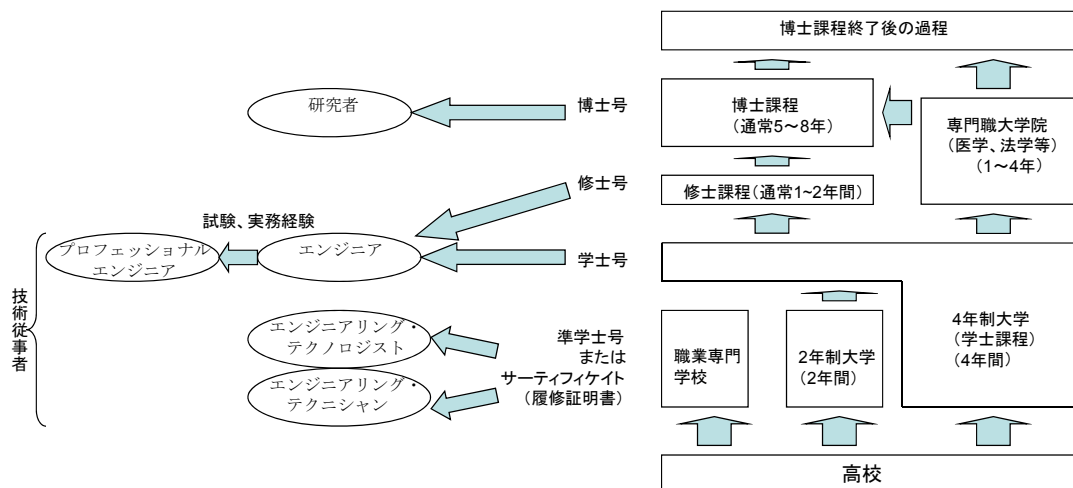 博士課程終了後の過程
研究者
博士号
博士課程
（通常5～8年）
専門職大学院
（医学、法学等）
（1～4年）
修士号
修士課程（通常1~2年間）
試験、実務経験
プロフェッショナル
エンジニア
エンジニア
学士号
技術従事者
エンジニアリング・
テクノロジスト
エンジニアリング・
テクニシャン
準学士号
または
サーティフィケイト
（履修証明書）
職業専門
学校
2年制大学
（2年間）
4年制大学
（学士課程）
（4年間）
高校